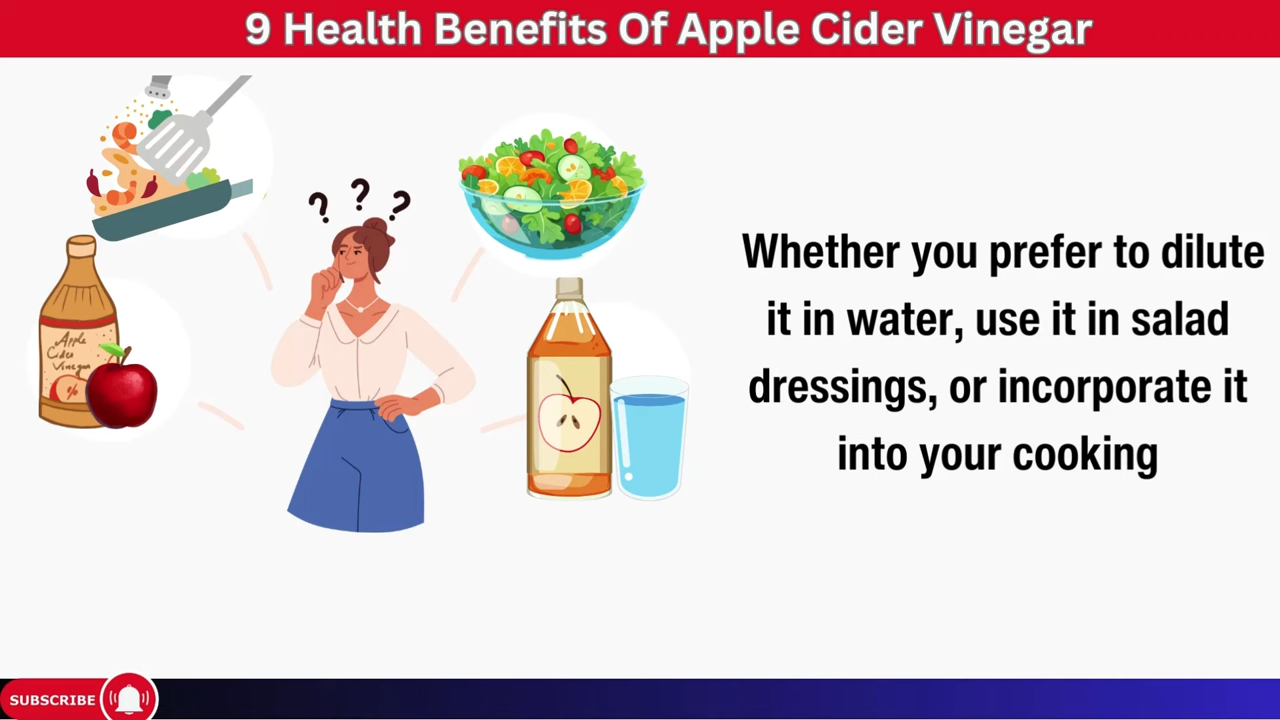 9 Health Benefits Of Apple Cider Vinegar
? ? ?
Apple
Cider
Vinegar
%
Whether you prefer to dilute
it in water, use it in salad
dressings, or incorporate it
into your cooking
SUBSCRIBE